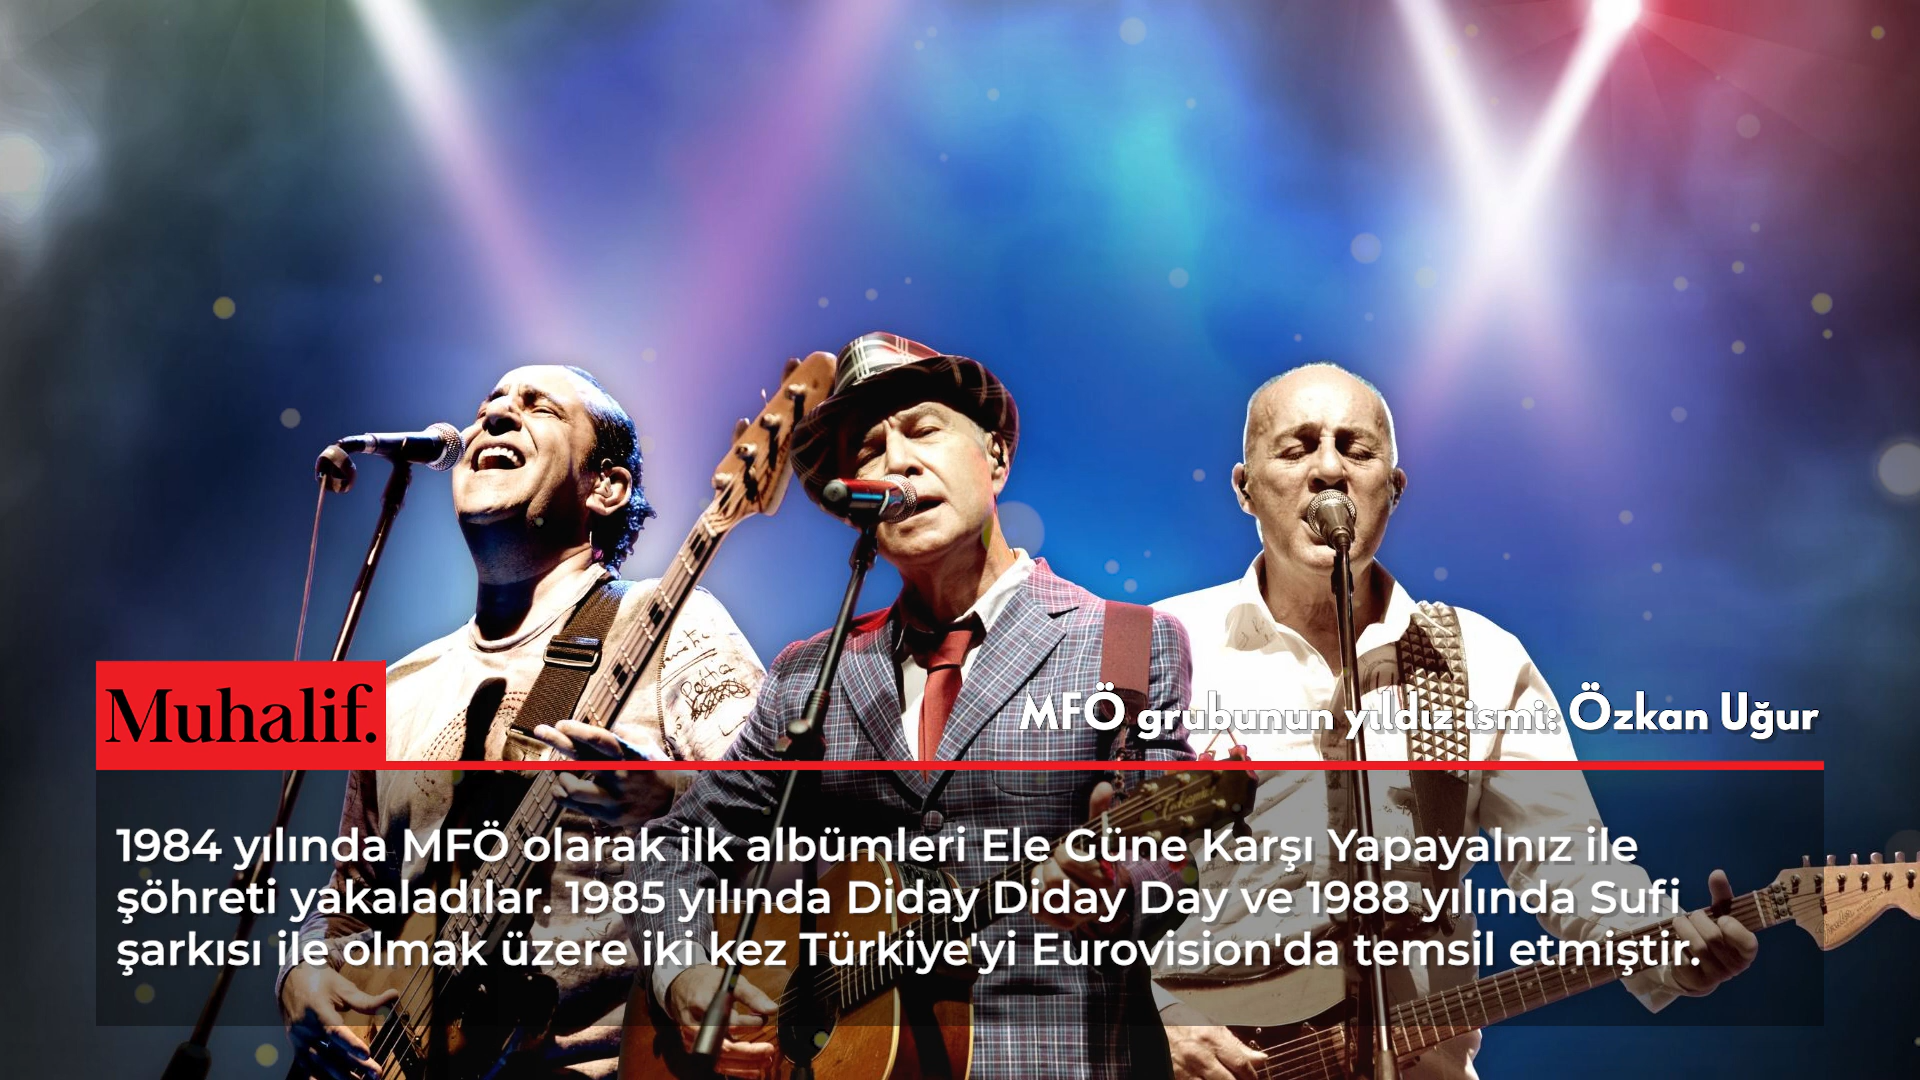 Muhalif.
MFÖ grubunun yıldız ismi: Özkan Uğur
1984 yılında MFÖ olarak ilk albümleri Ele Güne Karşı Yapayalnız ile
şöhreti yakaladılar. 1985 yılında Diday Diday Day ve 1988 yılında Sufi
şarkısı ile olmak üzere iki kez Türkiye'yi Eurovision'da temsil etmiştir.